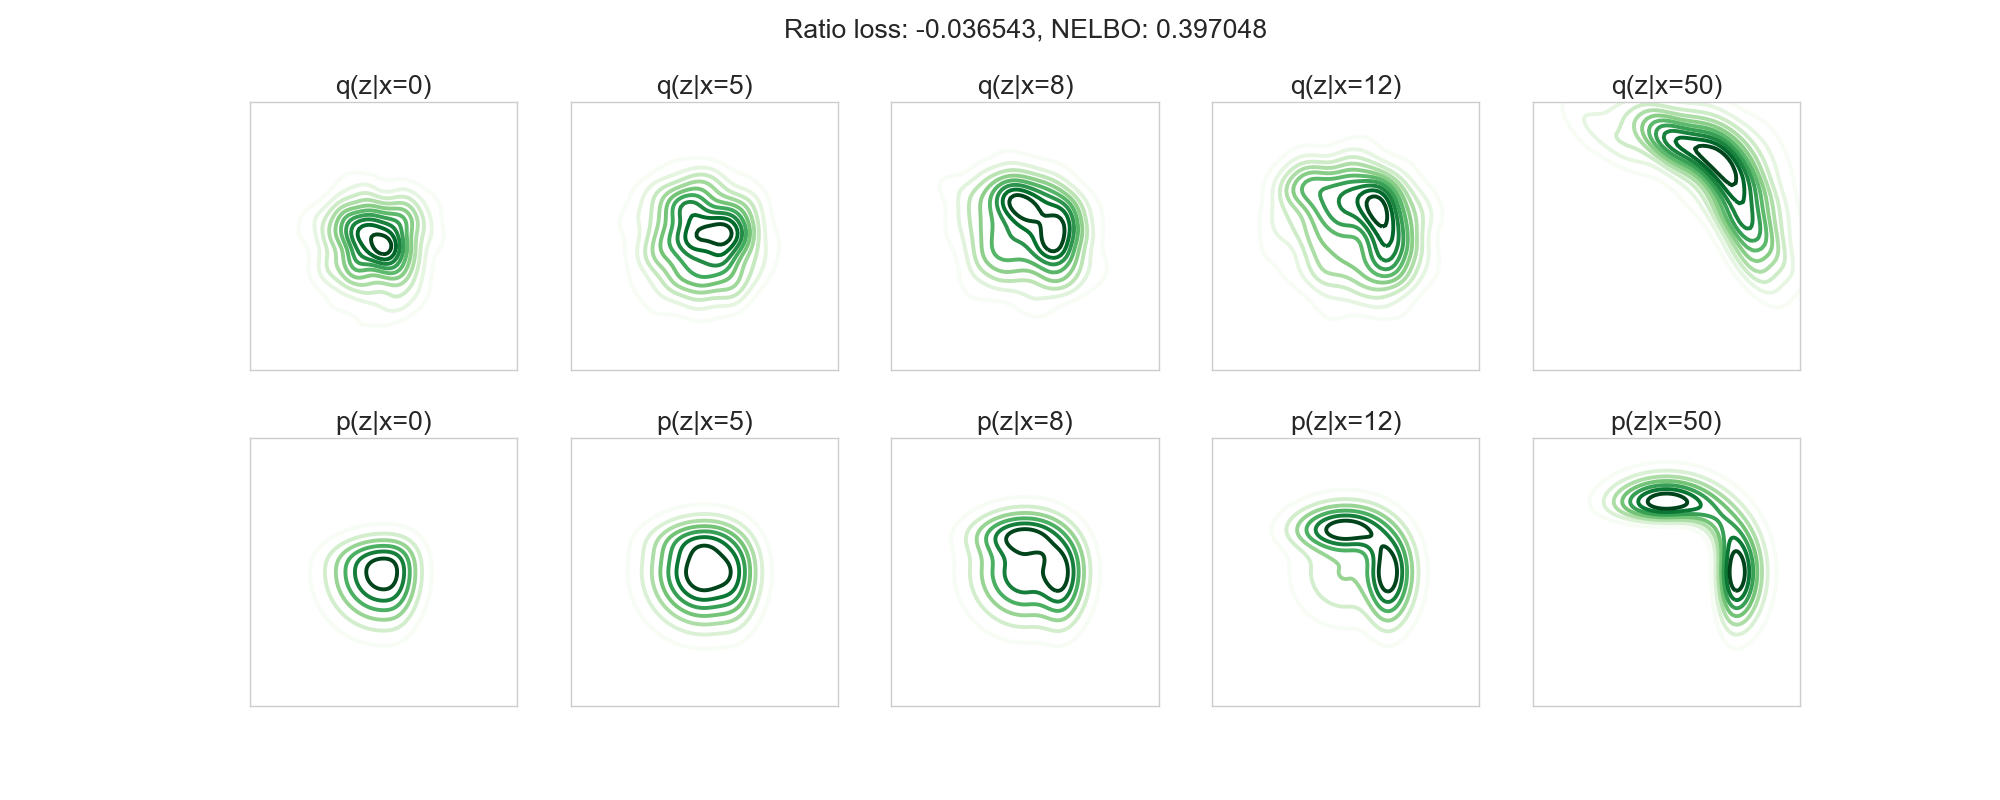 Ratio loss: -0.036543, NELBO: 0.397048
q(z|x=0) q(z|x=5) q(z|x=8) q(z|x=12) q(z|x=50)
p(z|x=0) p(z|x=5) p(z|x=8) p(z|x=12) p(z|x=50)